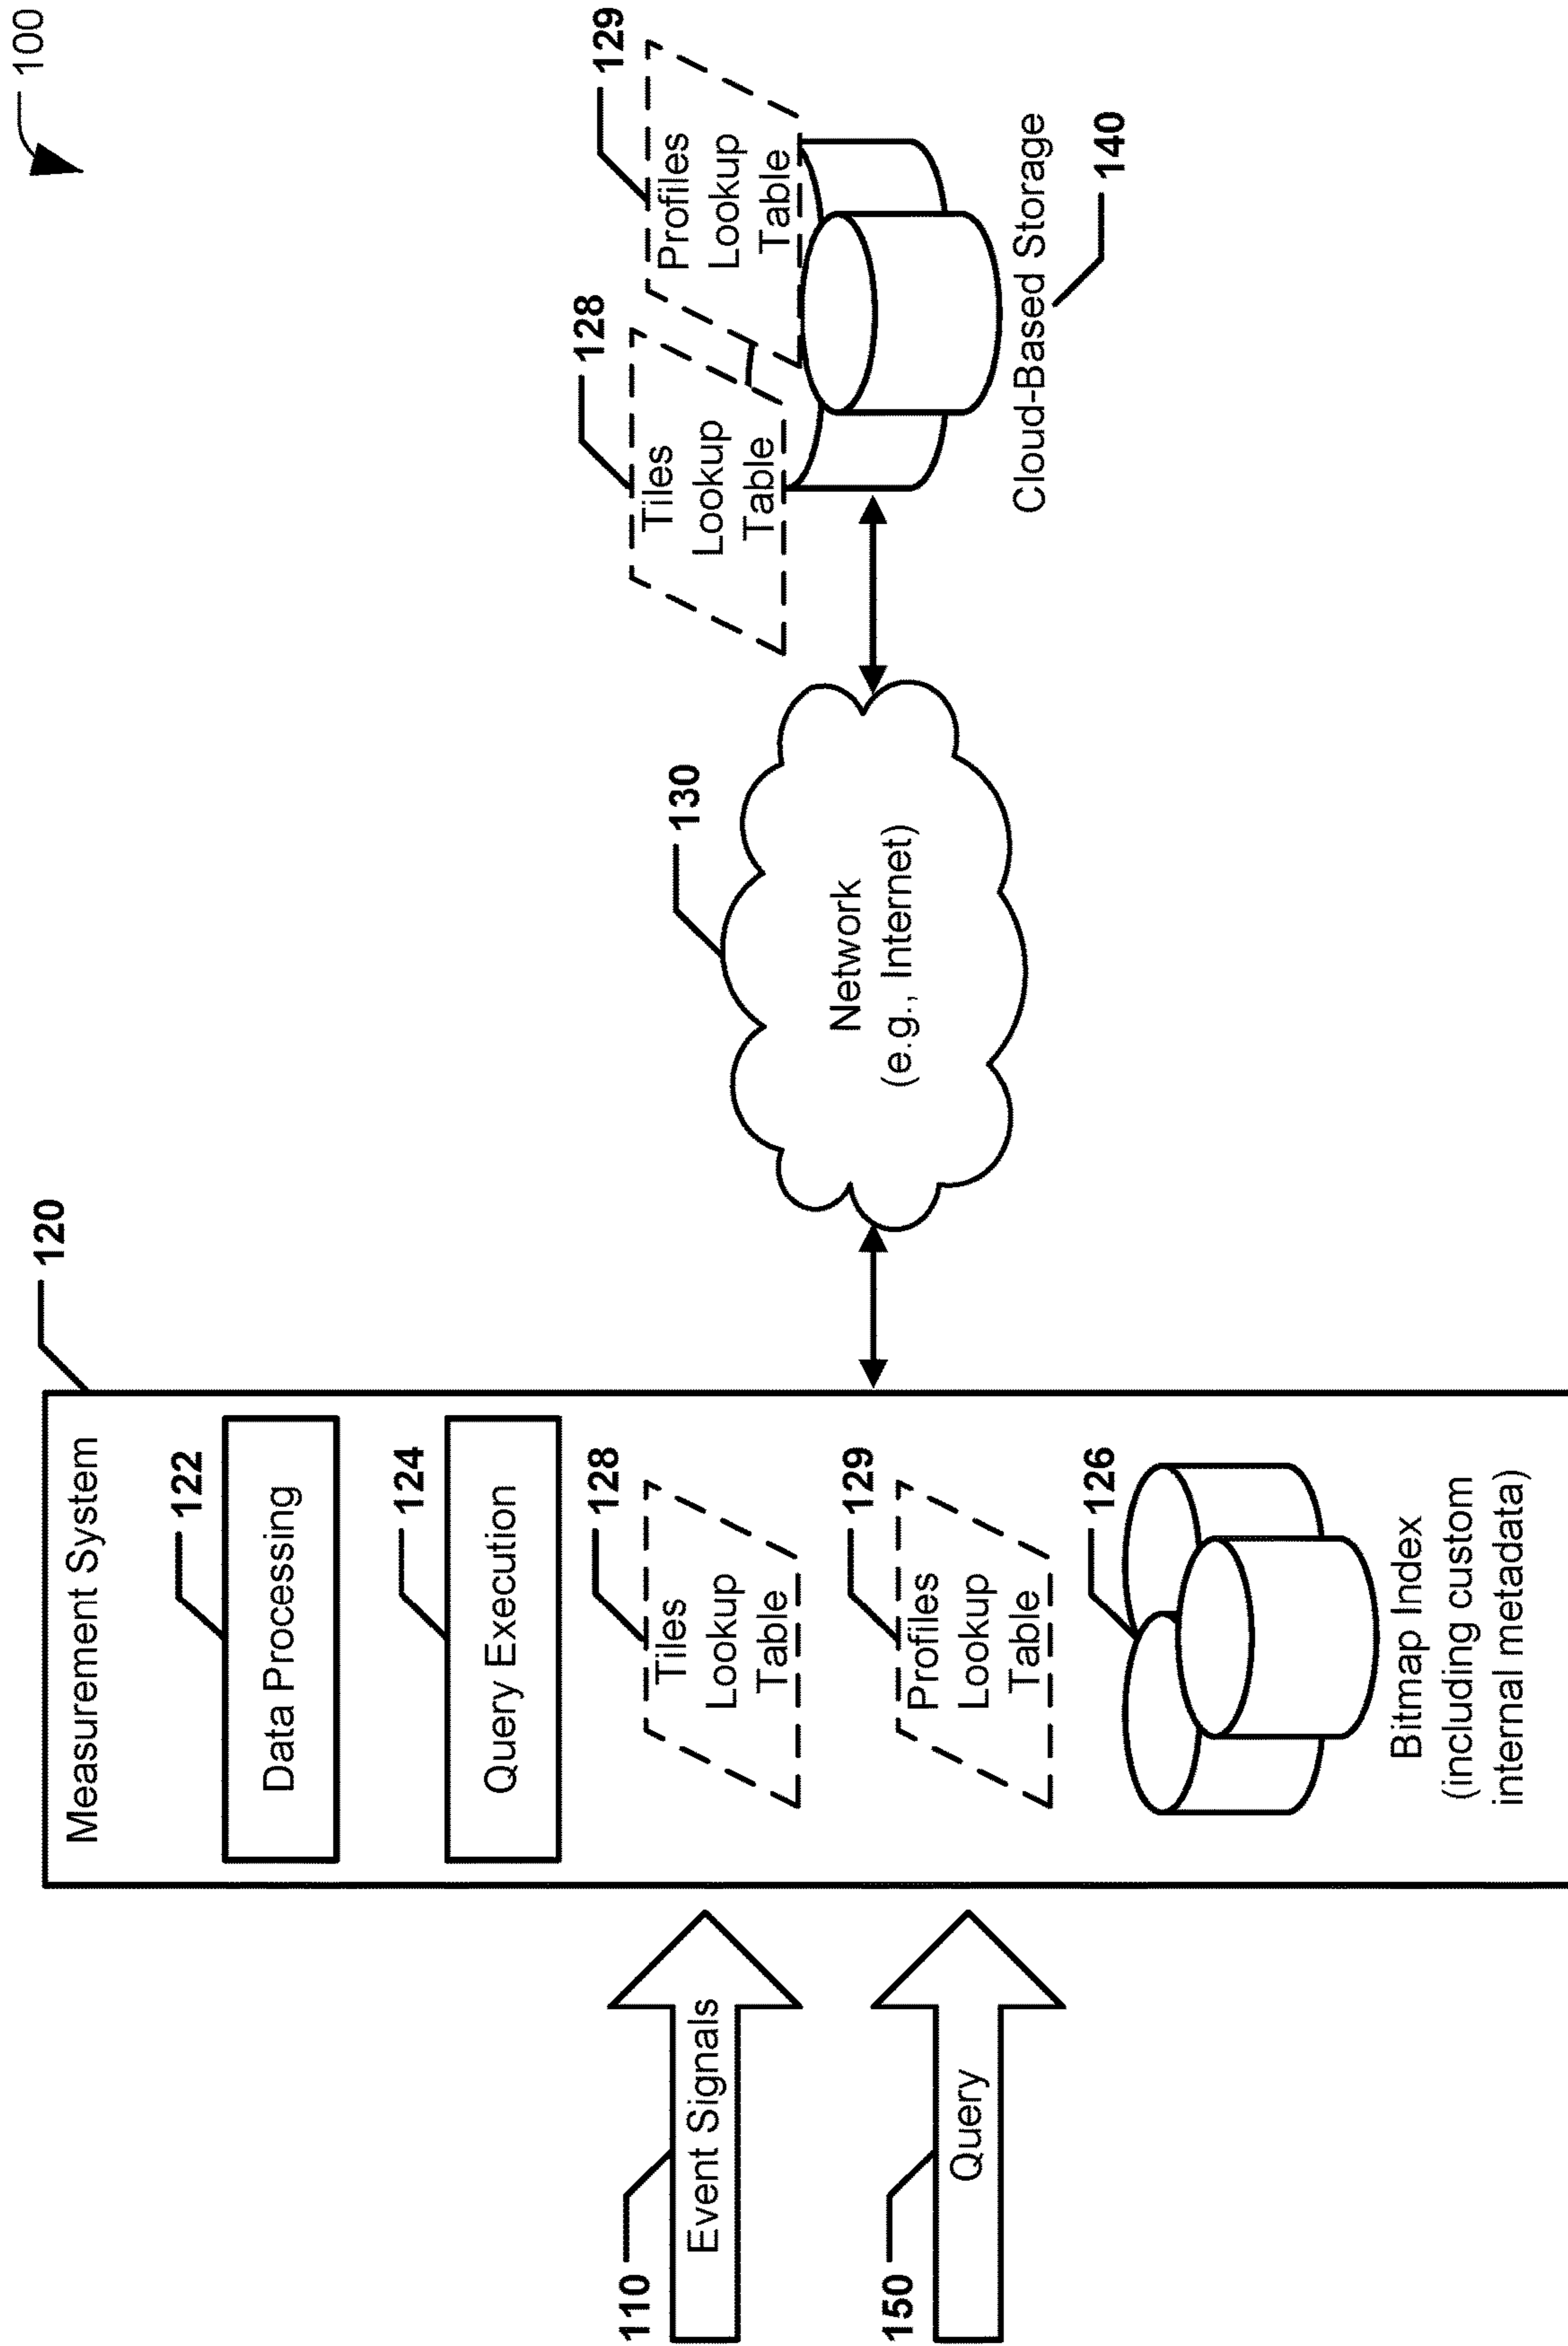 100
120
Measurement System
122
Data Processing
124
Query Execution
128
Tiles
Lookup
Table
129
Profiles
Lookup
Table
126
Bitmap Index
(including custom
internal metadata)
110
Event Signals
150
Query
130
Network
(e.g., Internet)
128
Tiles
Lookup
Table
129
Profiles
Lookup
Table
Cloud-Based Storage
140